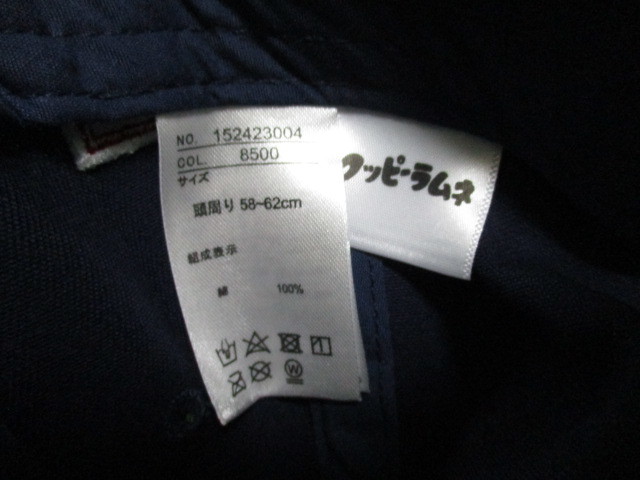 NO. 152423004
COL. 8500
サイズ
頭周り 58~62cm
組成表示
綿 100%
W
クッピーラムネ